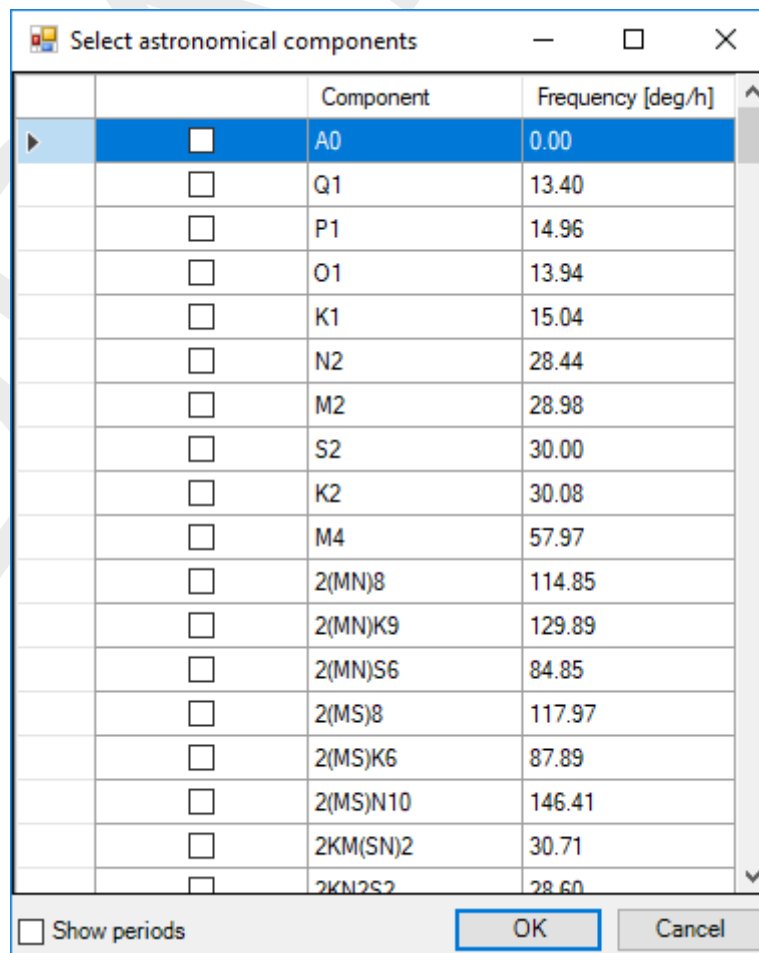 Select astronomical components
Component Frequency [deg/h]
A0 0.00
Q1 13.40
P1 14.96
O1 13.94
K1 15.04
N2 28.44
M2 28.98
S2 30.00
K2 30.08
M4 57.97
2(MN)8 114.85
2(MN)K9 129.89
2(MN)S6 84.85
2(MS)8 117.97
2(MS)K6 87.89
2(MS)N10 146.41
2KM(SN)2 30.71
2KN2S2 28.60
Show periods OK Cancel